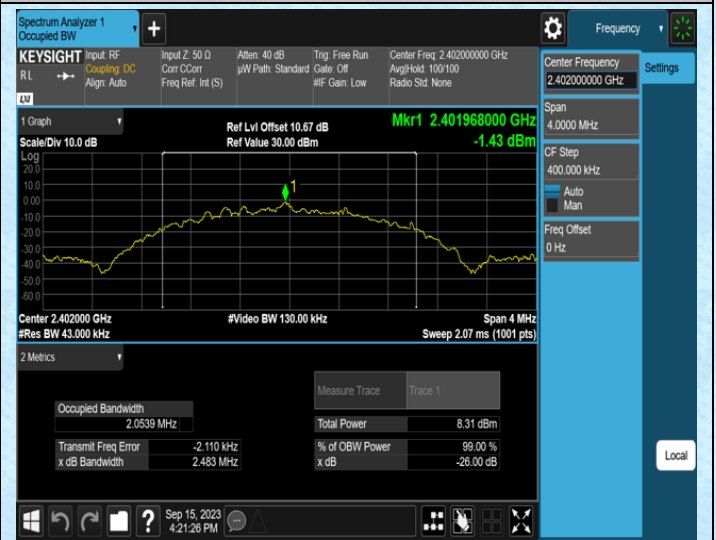 Spectrum Analyzer 1
Occupied BW
+
Frequency
KEYSIGHT
RL
LXI
Input: RF
Coupling: DC
Align: Auto
Input Z: 50 Ω
Corr CCorr
Freq Ref: Int (S)
Atten: 40 dB
µW Path: Standard
Trig: Free Run
Gate: Off
#IF Gain: Low
Center Freq: 2.402000000 GHz
Avg|Hold: 100/100
Radio Std: None
Center Frequency
2.402000000 GHz
Settings
Span
4.0000 MHz
CF Step
400.000 kHz
Auto
Man
Freq Offset
0 Hz
1 Graph
Scale/Div 10.0 dB
Ref Lvl Offset 10.67 dB
Ref Value 30.00 dBm
Mkr1 2.401968000 GHz
-1.43 dBm
Log
20.0
10.0
0.00
-10.0
-20.0
-30.0
-40.0
-50.0
-60.0
1
Center 2.402000 GHz
#Video BW 130.00 kHz
Span 4 MHz
#Res BW 43.000 kHz
Sweep 2.07 ms (1001 pts)
2 Metrics
Measure Trace Trace 1
Occupied Bandwidth
2.0539 MHz
Total Power 8.31 dBm
Transmit Freq Error -2.110 kHz
% of OBW Power 99.00 %
x dB Bandwidth 2.483 MHz
x dB -26.00 dB
Local
?
Sep 15, 2023
4:21:26 PM